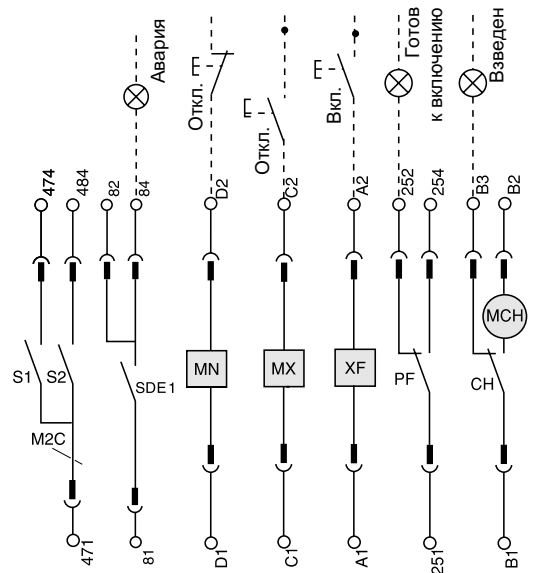 Авария
Откл.
Откл.
Вкл.
Готов
к включению
Взведен
474
484
82
84
D2
C2
A2
252
254
B3
B2
MCH
S1
S2
SDE1
MN
MX
XF
PF
CH
M2C
471
81
D1
C1
A1
251
B1